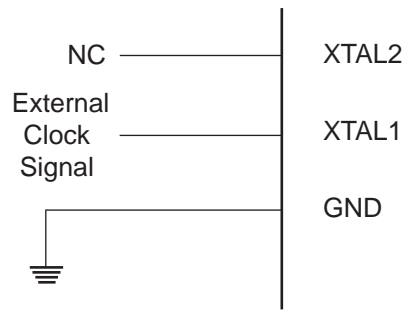 NC XTAL2
External
Clock XTAL1
Signal
GND